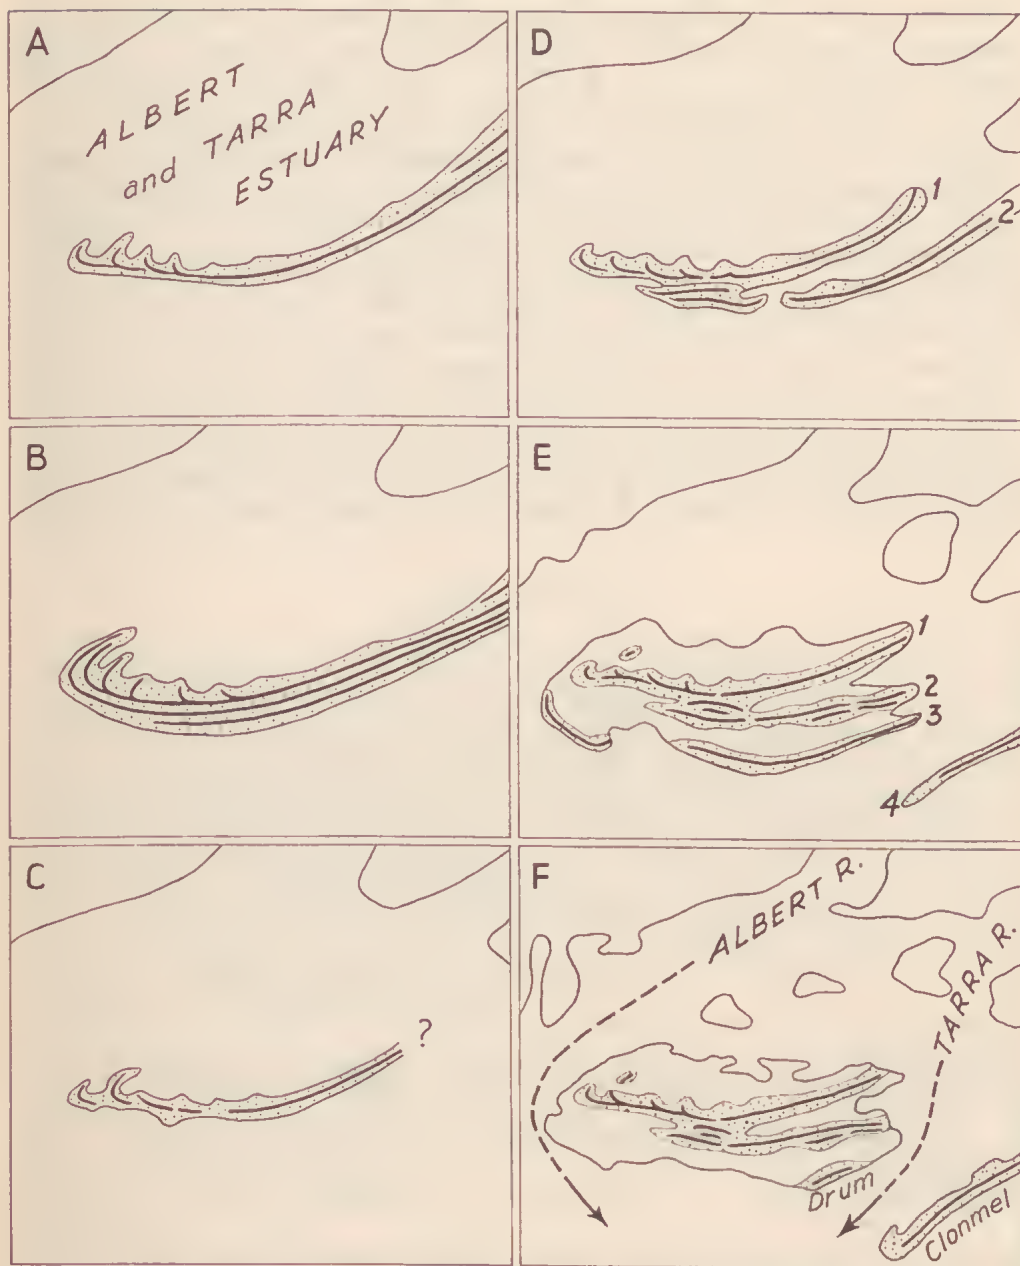 A
ALBERT
and TARRA
ESTUARY
B
C
?
D
1
2
E
1
2
3
4
F
ALBERT R.
TARRA R.
Drum
Clonmel